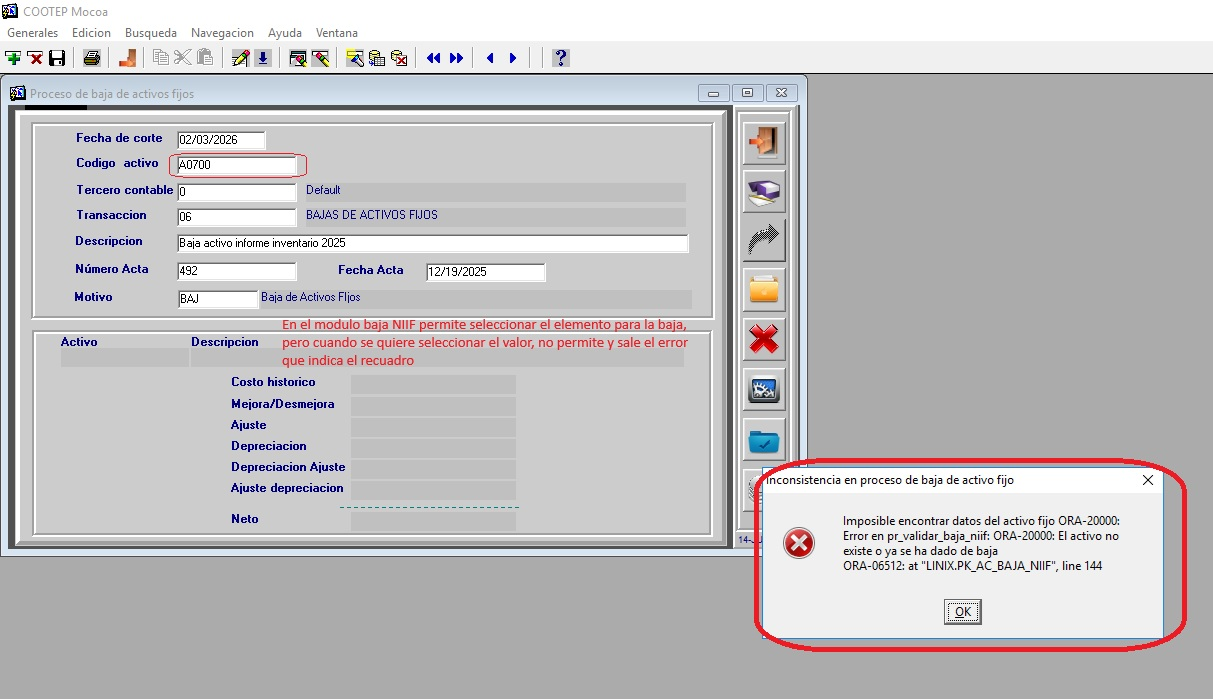 COOTEP Mocoa
Generales Edicion Busqueda Navegacion Ayuda Ventana
Proceso de baja de activos fijos
Fecha de corte 02/03/2026
Codigo activo A0700
Tercero contable 0 Default
Transaccion 06 BAJAS DE ACTIVOS FIJOS
Descripcion Baja activo informe inventario 2025
Número Acta 492 Fecha Acta 12/19/2025
Motivo BAJ Baja de Activos FIjos
En el modulo baja NIIF permite seleccionar el elemento para la baja,
pero cuando se quiere seleccionar el valor, no permite y sale el error
que indica el recuadro
Activo Descripcion
Costo historico
Mejora/Desmejora
Ajuste
Depreciacion
Depreciacion Ajuste
Ajuste depreciacion
Neto
Inconsistencia en proceso de baja de activo fijo
Imposible encontrar datos del activo fijo ORA-20000:
Error en pr_validar_baja_niif: ORA-20000: El activo no
existe o ya se ha dado de baja
ORA-06512: at "LINIX.PK_AC_BAJA_NIIF", line 144
OK